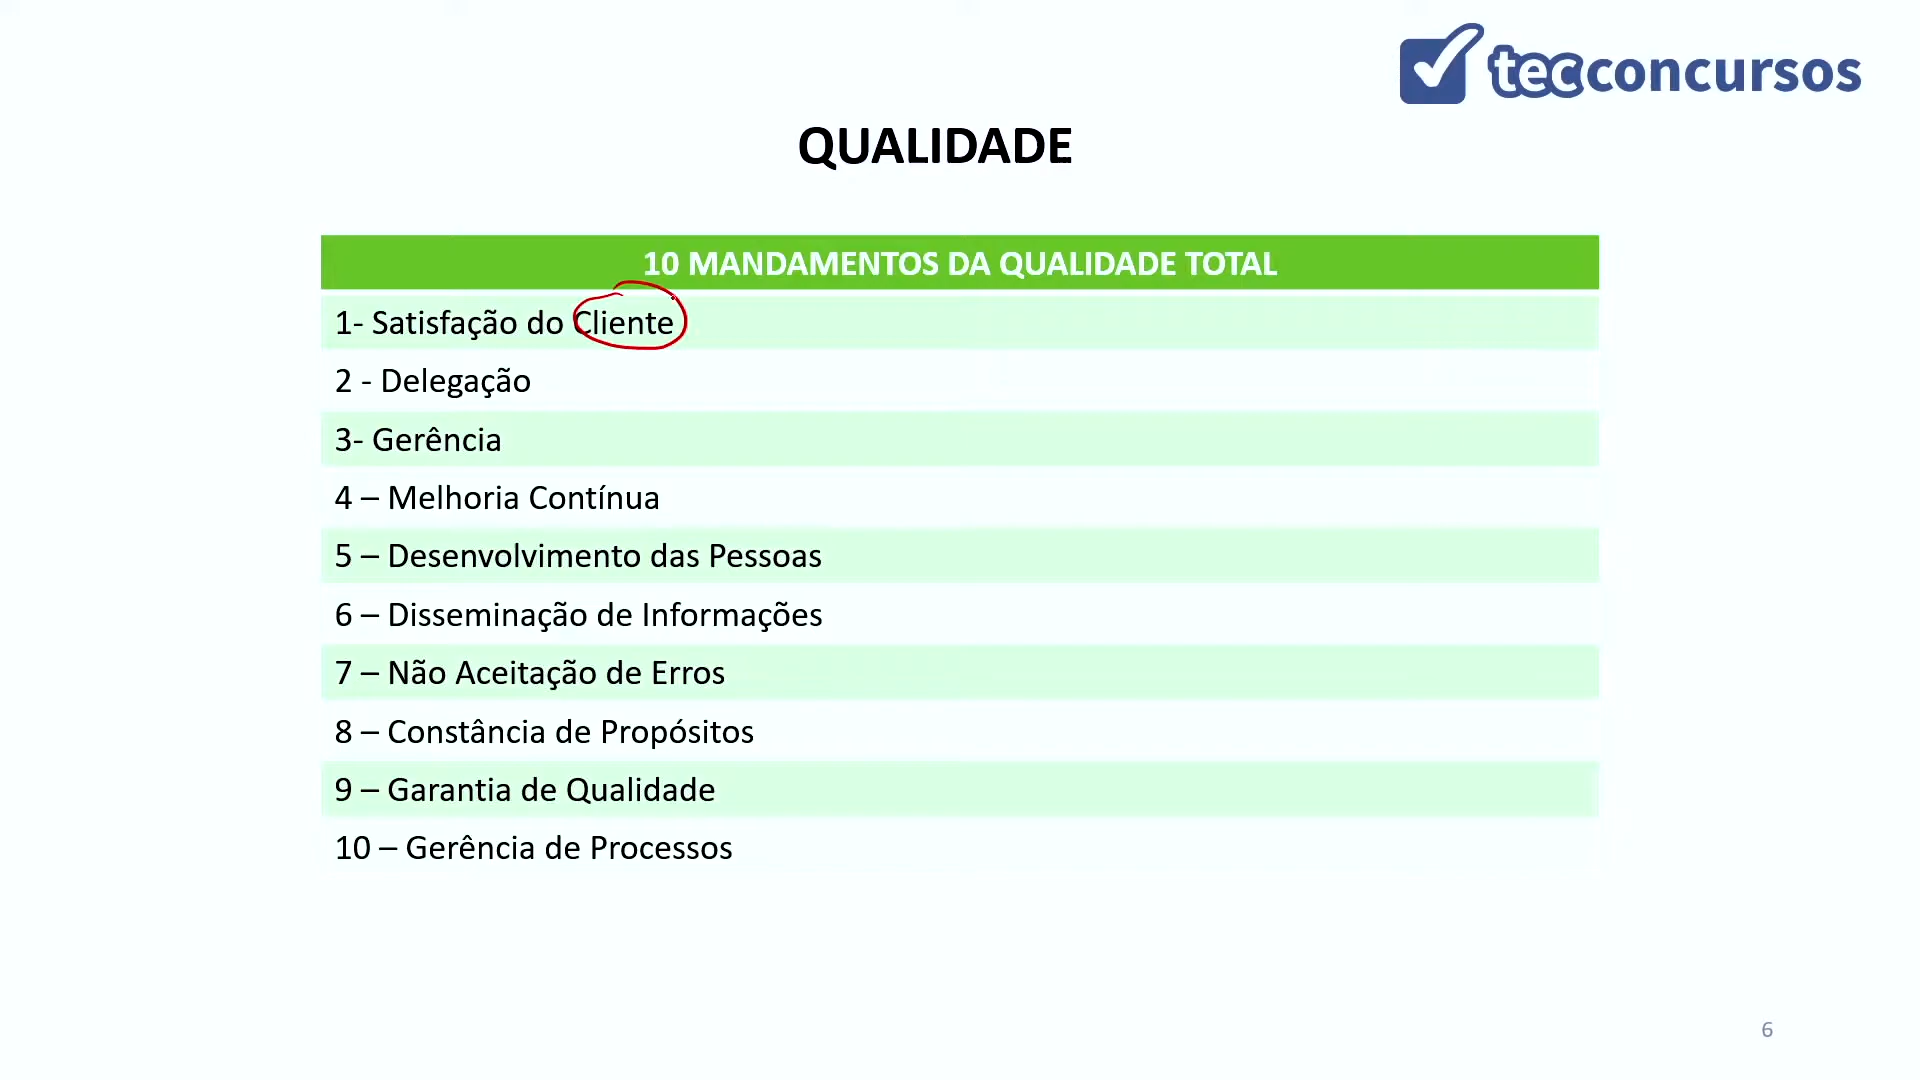 tecconcursos
QUALIDADE
10 MANDAMENTOS DA QUALIDADE TOTAL
1- Satisfação do Cliente
2 - Delegação
3- Gerência
4 – Melhoria Contínua
5 – Desenvolvimento das Pessoas
6 – Disseminação de Informações
7 – Não Aceitação de Erros
8 – Constância de Propósitos
9 – Garantia de Qualidade
10 – Gerência de Processos
6